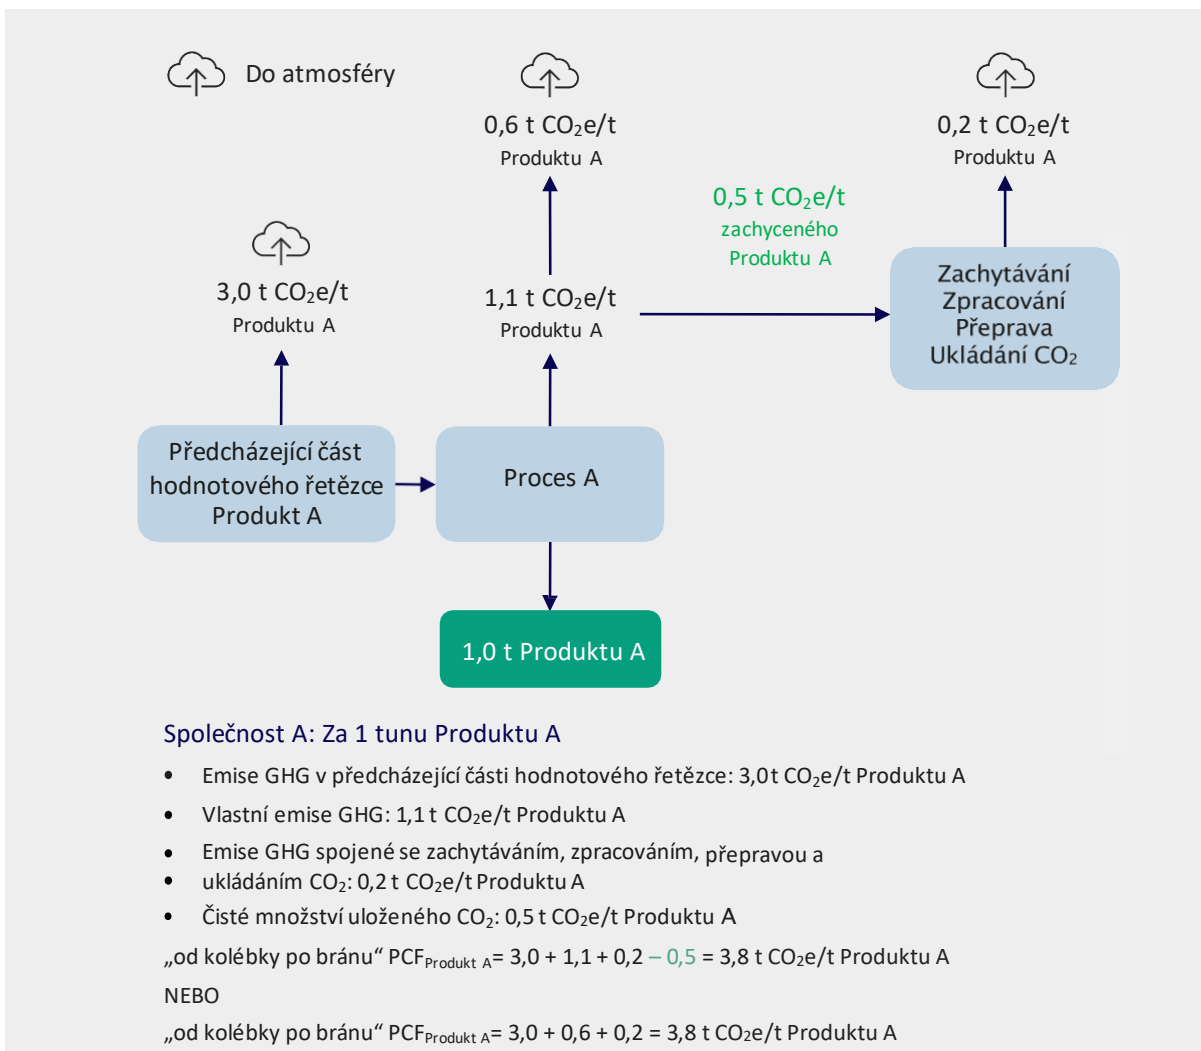 Do atmosféry
0,6 t CO₂e/t
Produktu A
0,2 t CO₂e/t
Produktu A
0,5 t CO₂e/t
zachyceného
Produktu A
3,0 t CO₂e/t
Produktu A
1,1 t CO₂e/t
Produktu A
Zachytávání
Zpracování
Přeprava
Ukládání CO₂
Předcházející část
hodnotového řetězce
Produkt A
Proces A
1,0 t Produktu A
Společnost A: Za 1 tunu Produktu A
• Emise GHG v předcházející části hodnotového řetězce: 3,0 t CO₂e/t Produktu A
• Vlastní emise GHG: 1,1 t CO₂e/t Produktu A
• Emise GHG spojené se zachytáváním, zpracováním, přepravou a
• ukládáním CO₂: 0,2 t CO₂e/t Produktu A
• Čisté množství uloženého CO₂: 0,5 t CO₂e/t Produktu A
„od kolébky po bránu“ PCF Produkt A = 3,0 + 1,1 + 0,2 – 0,5 = 3,8 t CO₂e/t Produktu A
NEBO
„od kolébky po bránu“ PCF Produkt A = 3,0 + 0,6 + 0,2 = 3,8 t CO₂e/t Produktu A